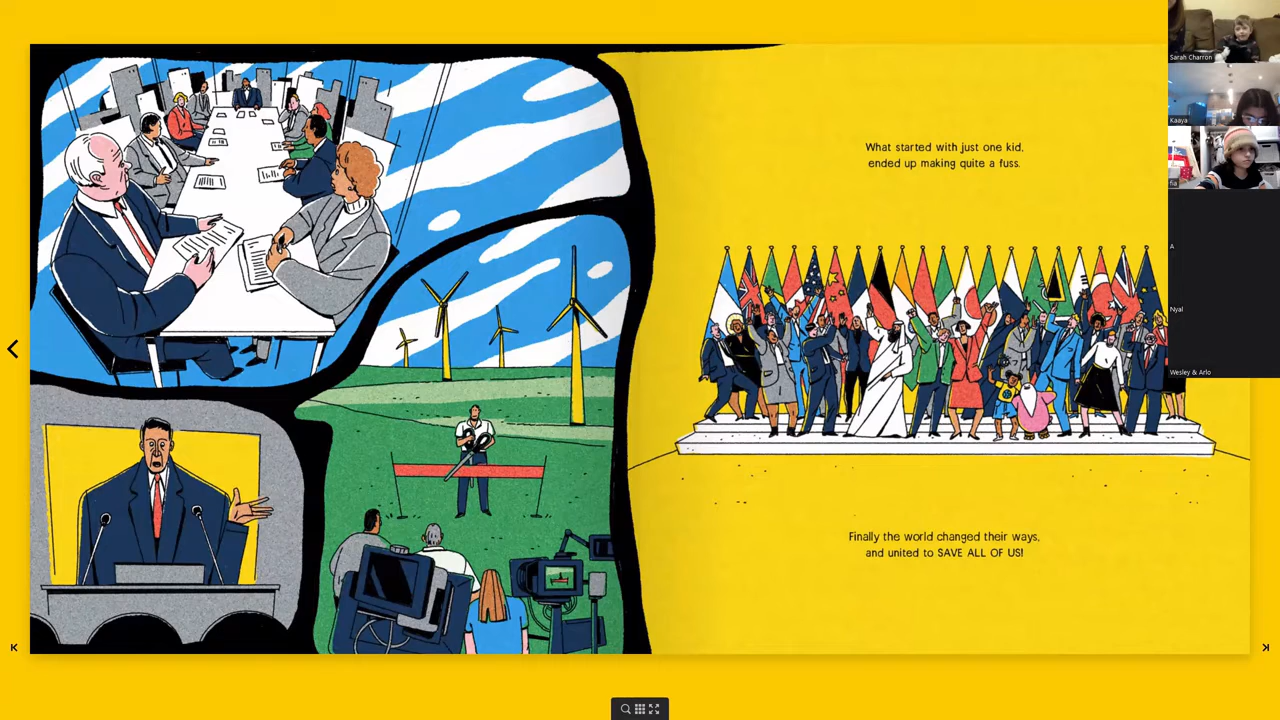 What started with just one kid,
ended up making quite a fuss.
Finally the world changed their ways,
and united to SAVE ALL OF US!
Sarah Charron
Kaaya
fia
A
Nyal
Wesley & Arlo